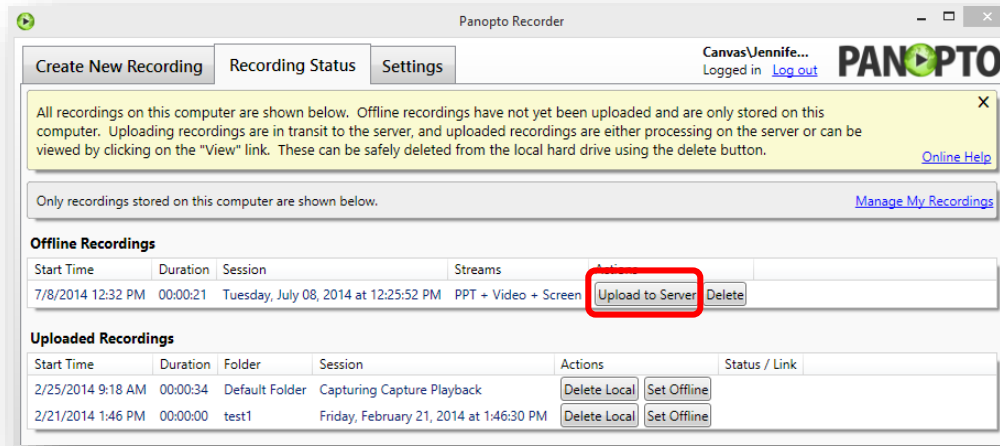 Panopto Recorder
Create New Recording Recording Status Settings
Canvas\Jennife...
Logged in Log out
PANOPTO
All recordings on this computer are shown below. Offline recordings have not yet been uploaded and are only stored on this
computer. Uploading recordings are in transit to the server, and uploaded recordings are either processing on the server or can be
viewed by clicking on the "View" link. These can be safely deleted from the local hard drive using the delete button.
X
Online Help
Only recordings stored on this computer are shown below. Manage My Recordings
Offline Recordings
Start Time Duration Session Streams Actions
7/8/2014 12:32 PM 00:00:21 Tuesday, July 08, 2014 at 12:25:52 PM PPT + Video + Screen Upload to Server Delete
Uploaded Recordings
Start Time Duration Folder Session Actions Status / Link
2/25/2014 9:18 AM 00:00:34 Default Folder Capturing Capture Playback Delete Local Set Offline
2/21/2014 1:46 PM 00:00:00 test1 Friday, February 21, 2014 at 1:46:30 PM Delete Local Set Offline